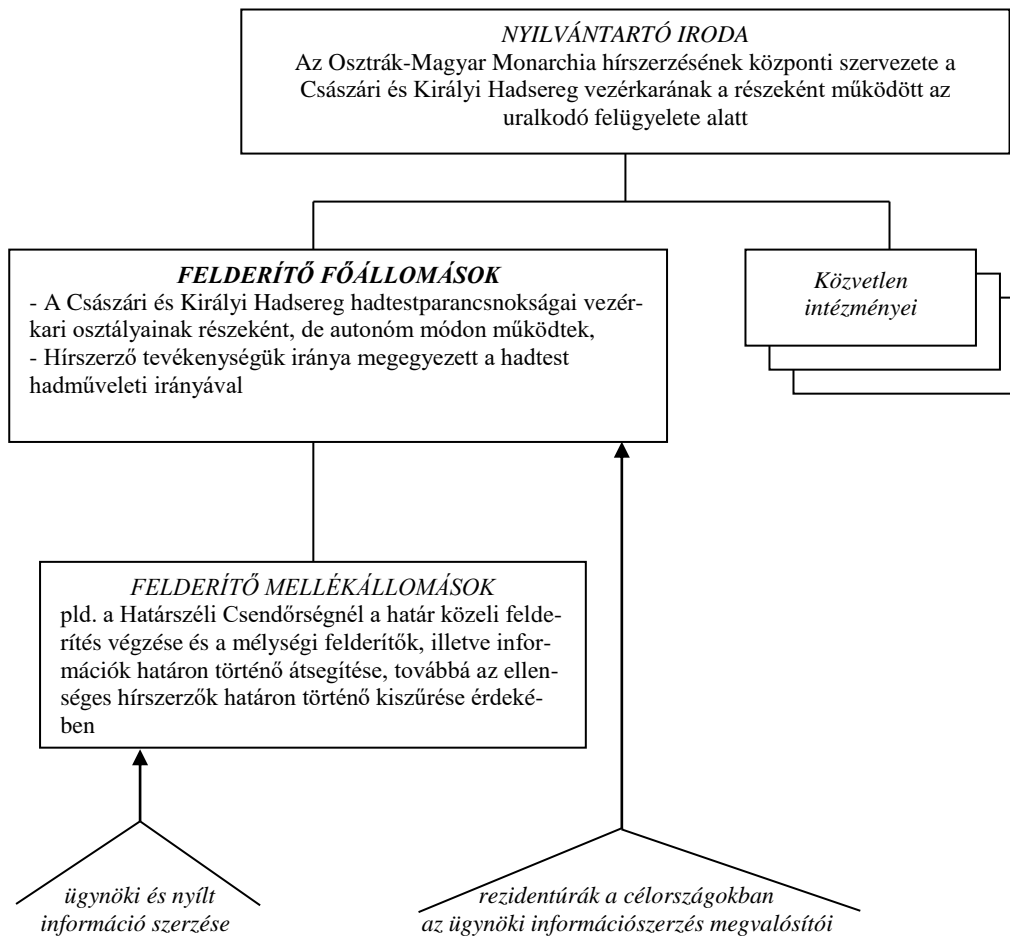 NYILVÁNTARTÓ IRODA
Az Osztrák-Magyar Monarchia hírszerzésének központi szervezete a
Császári és Királyi Hadsereg vezérkarának a részeként működött az
uralkodó felügyelete alatt
FELDERÍTŐ FŐÁLLOMÁSOK
- A Császári és Királyi Hadsereg hadtestparancsnokságai vezér-
kari osztályainak részeként, de autonóm módon működtek,
- Hírszerző tevékenységük iránya megegyezett a hadtest
hadműveleti irányával
Közvetlen
intézményei
FELDERÍTŐ MELLÉKÁLLOMÁSOK
pld. a Határszéli Csendőrségnél a határ közeli felde-
rítés végzése és a mélységi felderítők, illetve infor-
mációk határon történő átsegítése, továbbá az ellen-
séges hírszerzők határon történő kiszűrése érdeké-
ben
ügynöki és nyílt
információ szerzése
rezidentúrák a célországokban
az ügynöki információszerzés megvalósítói